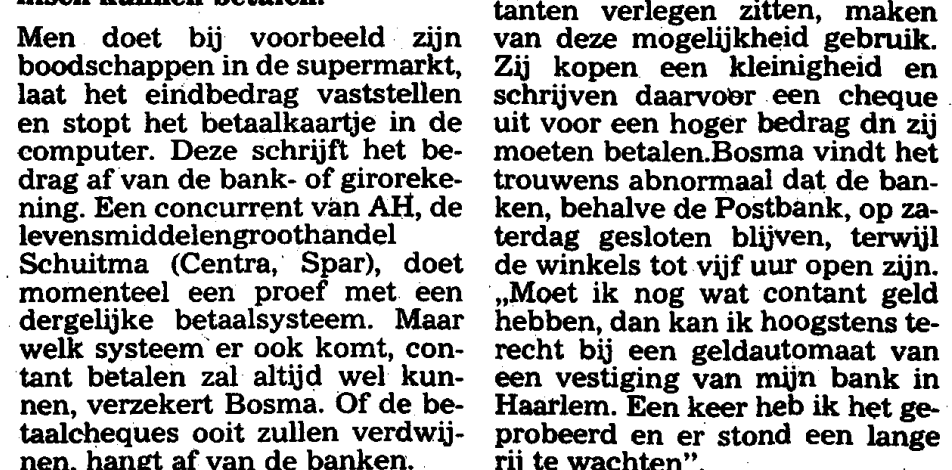 nisch kunnen betalen.
Men doet bij voorbeeld zijn
boodschappen in de supermarkt,
laat het eindbedrag vaststellen
en stopt het betaalkaartje in de
computer. Deze schrijft het be-
drag af van de bank- of girореke-
ning. Een concurrent van AH, de
levensmiddelengroothandel
Schuitma (Centra, Spar), doet
momenteel een proef met een
dergelijke betaalsysteem. Maar
welk systeem er ook komt, con-
tant betalen zal altijd wel kun-
nen, verzekert Bosma. Of de be-
taalcheques ooit zullen verdwij-
nen, hangt af van de banken.
tanten verlegen zitten, maken
van deze mogelijkheid gebruik.
Zij kopen een kleinigheid en
schrijven daarvoor een cheque
uit voor een hoger bedrag dn zij
moeten betalen.Bosma vindt het
trouwens abnormaal dat de ban-
ken, behalve de Postbank, op za-
terdag gesloten blijven, terwijl
de winkels tot vijf uur open zijn.
„Moet ik nog wat contant geld
hebben, dan kan ik hoogstens te-
recht bij een geldautomaat van
een vestiging van mijn bank in
Haarlem. Een keer heb ik het ge-
probeerd en er stond een lange
rij te wachten”.